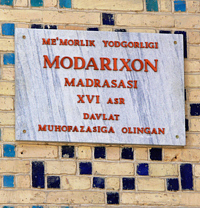 ME'MORLIK YODGORLIGI
MODARIXON
MADRASASI
XVI ASR
DAVLAT
MUHOFAZASIGA OLINGAN